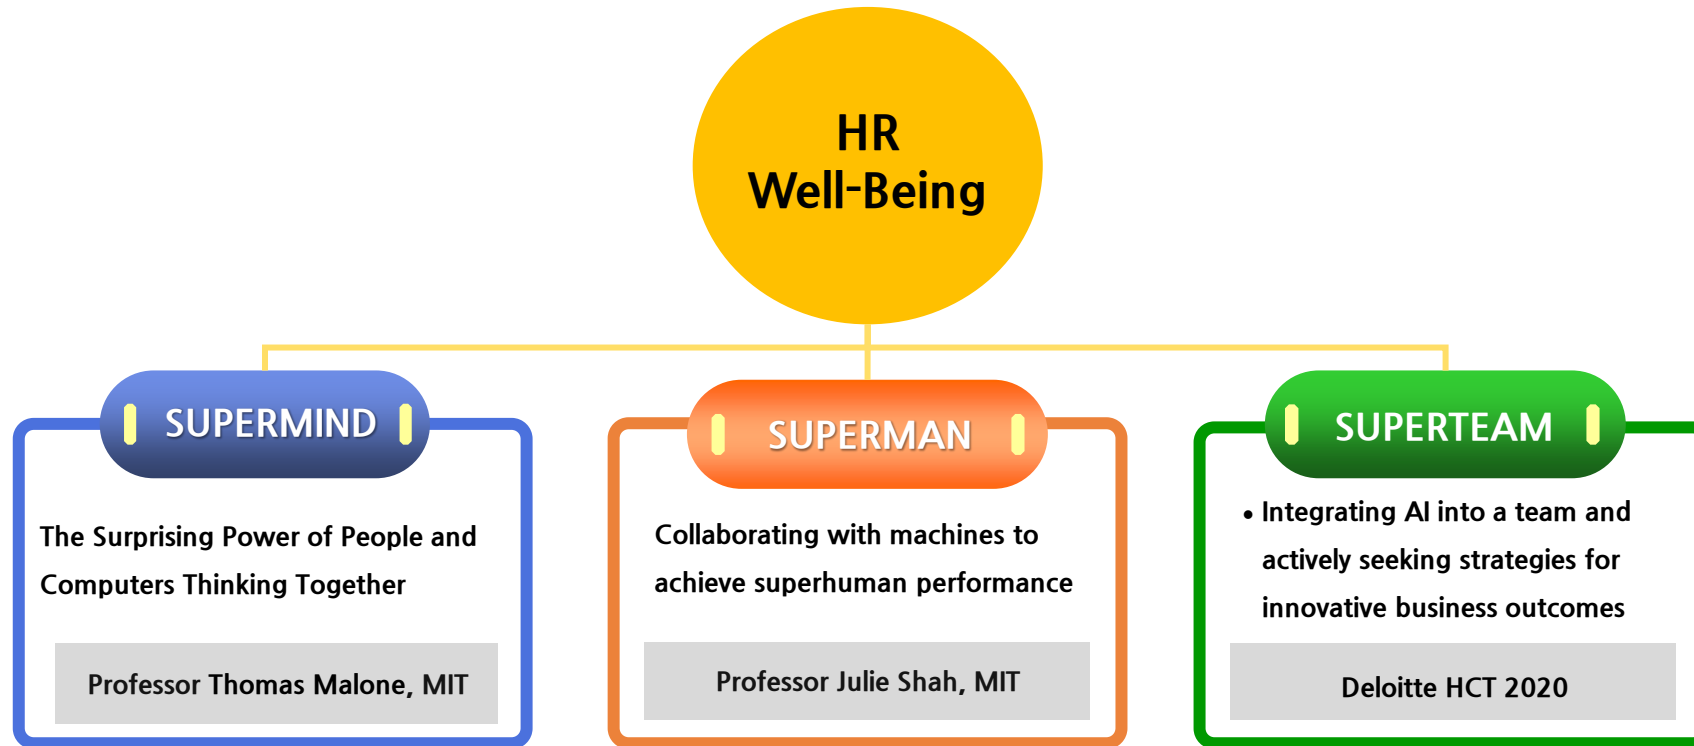 HR
Well-Being
SUPERMIND
The Surprising Power of People and
Computers Thinking Together
Professor Thomas Malone, MIT
SUPERMAN
Collaborating with machines to
achieve superhuman performance
Professor Julie Shah, MIT
SUPERTEAM
• Integrating AI into a team and
actively seeking strategies for
innovative business outcomes
Deloitte HCT 2020